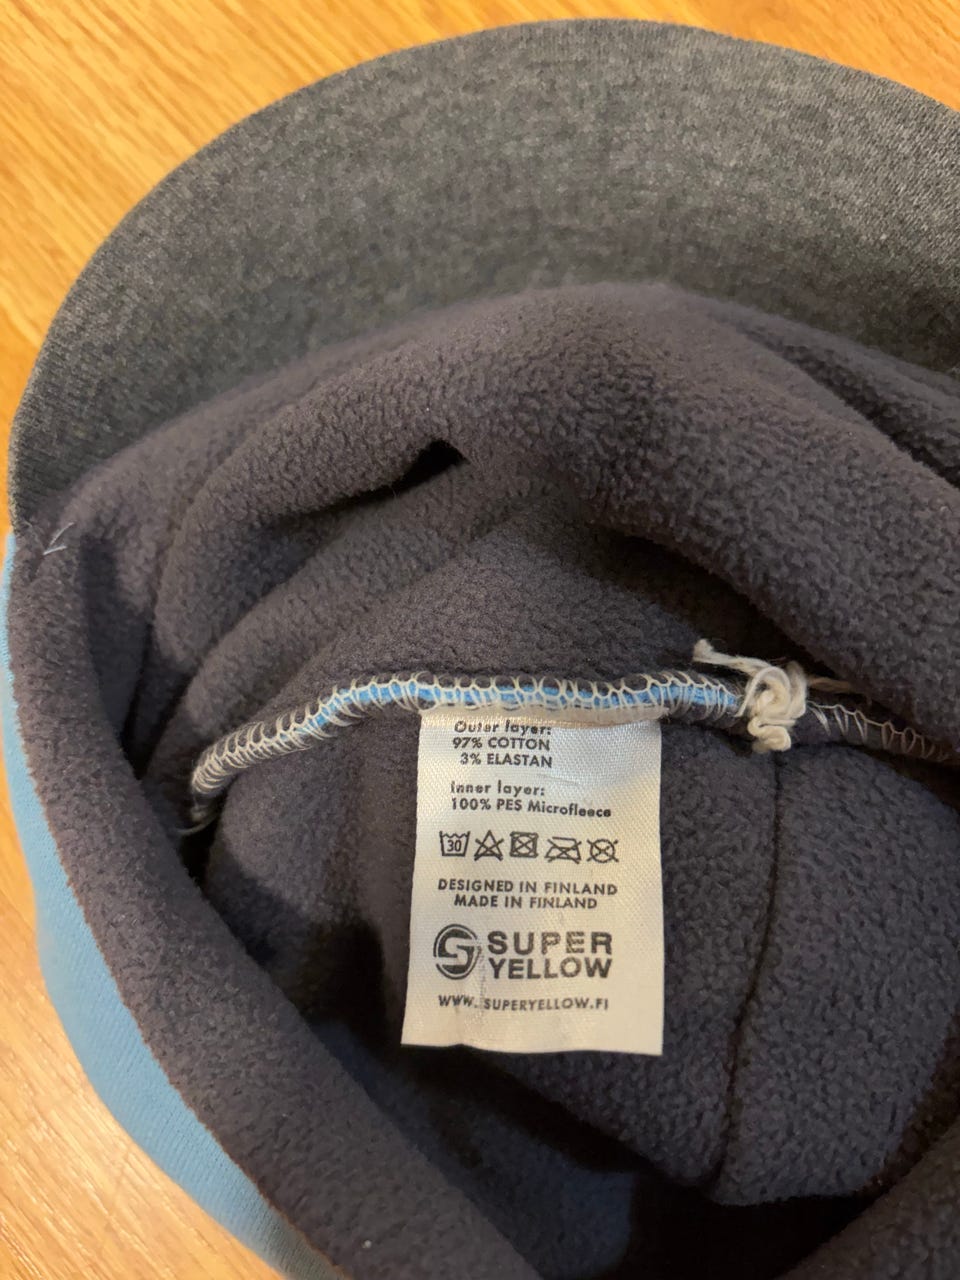 Outer layer:
97% COTTON
3% ELASTAN
Inner layer:
100% PES Microfleece
30
DESIGNED IN FINLAND
MADE IN FINLAND
SUPER
YELLOW
WWW.SUPERYELLOW.FI